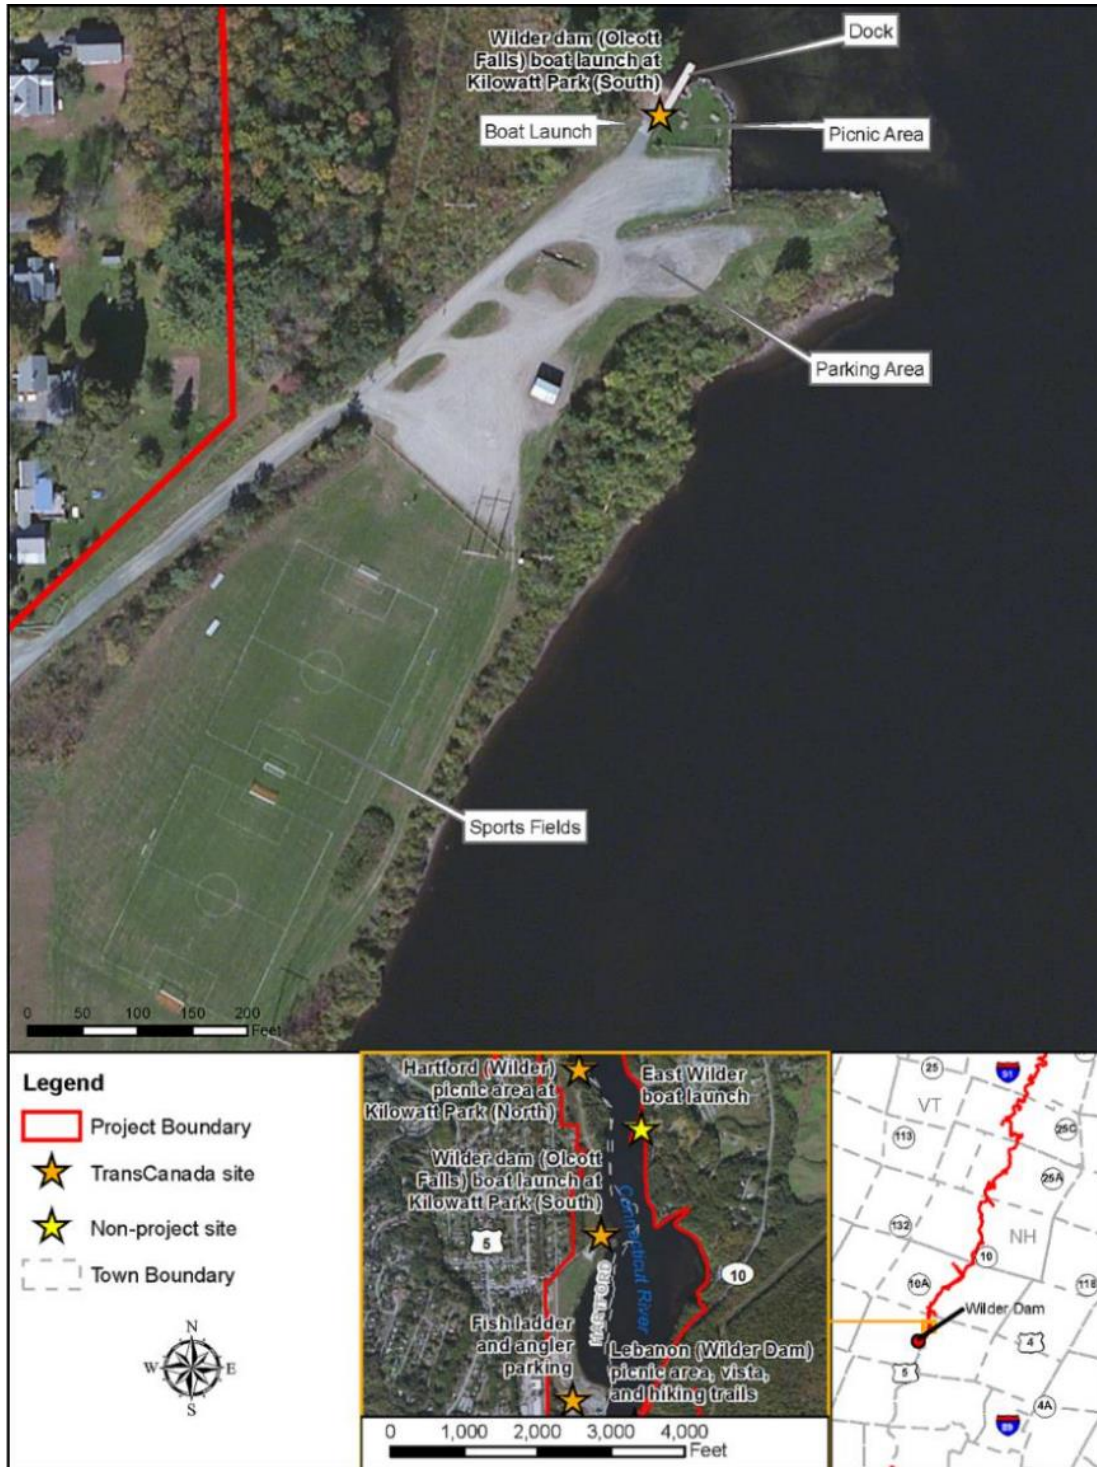 Wilder dam (Olcott
Falls) boat launch at
Kilowatt Park (South)
Dock
Boat Launch
Picnic Area
Parking Area
Sports Fields
0 50 100 150 200
Feet
Legend
Project Boundary
TransCanada site
Non-project site
Town Boundary
N
W E
S
Hartford (Wilder)
picnic area at
Kilowatt Park (North)
East Wilder
boat launch
Wilder dam (Olcott
Falls) boat launch at
Kilowatt Park (South)
5
Connecticut River
HARTFORD
10
Fish ladder
and angler
parking
Lebanon (Wilder Dam)
picnic area, vista,
and hiking trails
0 1,000 2,000 3,000 4,000
Feet
25
91
VT
113
25C
25A
132
NH
10
10A
118
Wilder Dam
4
5
4A
89